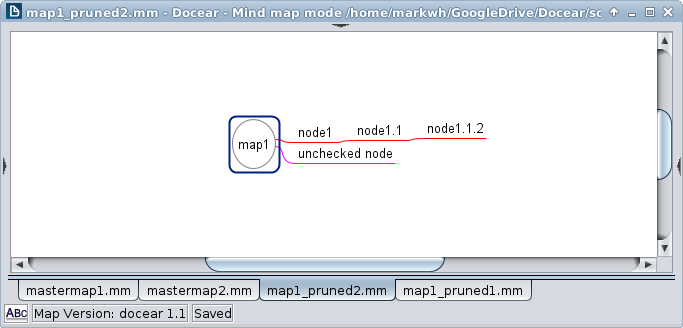 map1_pruned2.mm - Docear - Mind map mode /home/markwh/GoogleDrive/Docear/sc
node1 node1.1 node1.1.2
map1
unchecked node
mastermap1.mm mastermap2.mm map1_pruned2.mm map1_pruned1.mm
ABC Map Version: docear 1.1 Saved